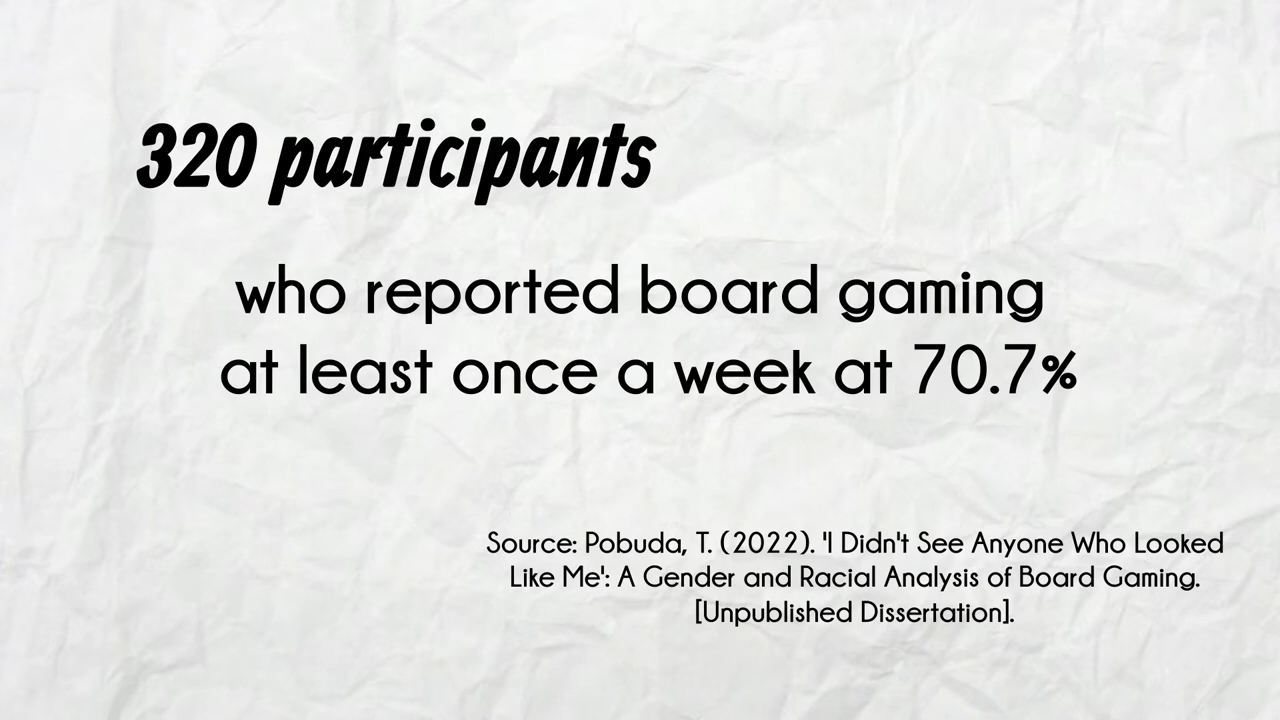 320 participants
who reported board gaming
at least once a week at 70.7%
Source: Pobuda, T. (2022). 'I Didn't See Anyone Who Looked
Like Me': A Gender and Racial Analysis of Board Gaming.
[Unpublished Dissertation].